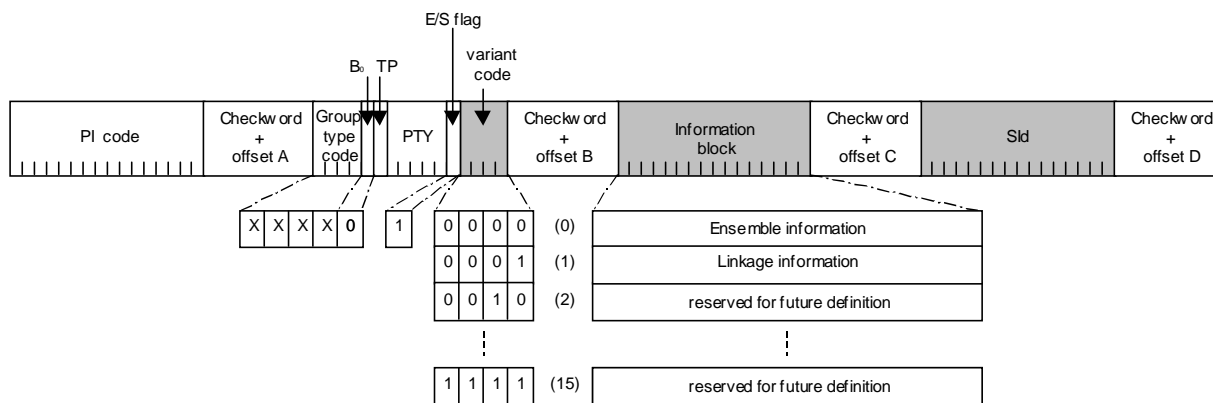 E/S flag
B₀ TP
variant
code
PI code
Checkword
+
offset A
Group
type
code
PTY
Checkword
+
offset B
Information
block
Checkword
+
offset C
SId
Checkword
+
offset D
X X X X 0
1
0 0 0 0 (0) Ensemble information
0 0 0 1 (1) Linkage information
0 0 1 0 (2) reserved for future definition
1 1 1 1 (15) reserved for future definition